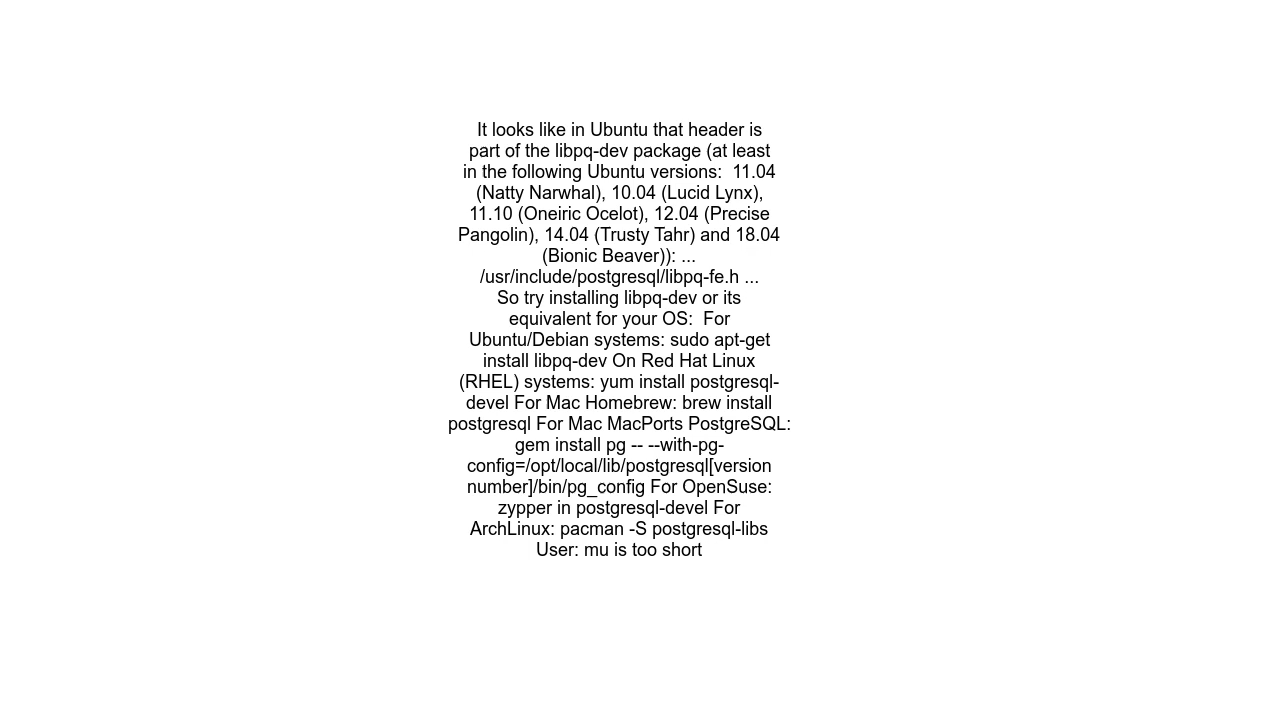 It looks like in Ubuntu that header is
part of the libpq-dev package (at least
in the following Ubuntu versions:  11.04
(Natty Narwhal), 10.04 (Lucid Lynx),
11.10 (Oneiric Ocelot), 12.04 (Precise
Pangolin), 14.04 (Trusty Tahr) and 18.04
(Bionic Beaver)): ...
/usr/include/postgresql/libpq-fe.h ...
So try installing libpq-dev or its
equivalent for your OS:  For
Ubuntu/Debian systems: sudo apt-get
install libpq-dev On Red Hat Linux
(RHEL) systems: yum install postgresql-
devel For Mac Homebrew: brew install
postgresql For Mac MacPorts PostgreSQL:
gem install pg -- --with-pg-
config=/opt/local/lib/postgresql[version
number]/bin/pg_config For OpenSuse:
zypper in postgresql-devel For
ArchLinux: pacman -S postgresql-libs
User: mu is too short